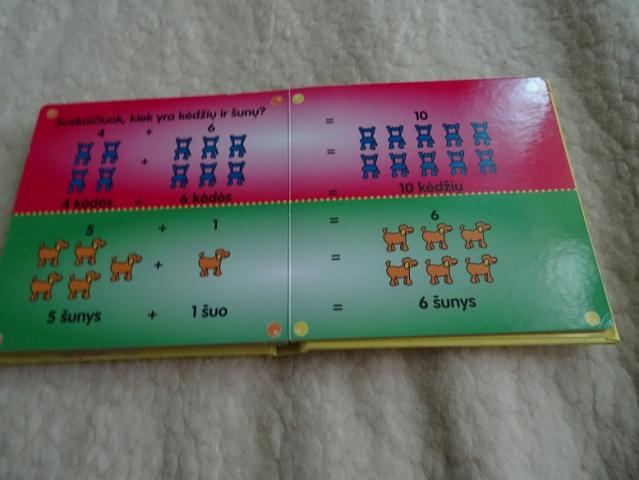 Suskaičiuok, kiek yra kėdžių ir šunų?
4 + 6 = 10
+ =
4 kėdės + 6 kėdės = 10 kėdžių
5 + 1 = 6
+ =
5 šunys + 1 šuo = 6 šunys